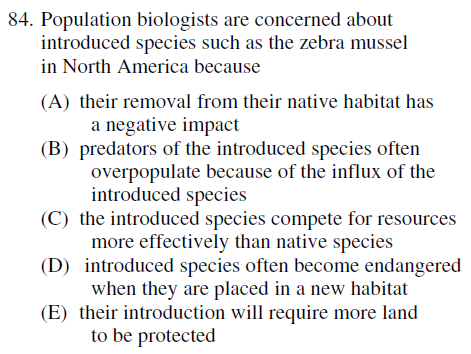 84. Population biologists are concerned about
introduced species such as the zebra mussel
in North America because
(A) their removal from their native habitat has
a negative impact
(B) predators of the introduced species often
overpopulate because of the influx of the
introduced species
(C) the introduced species compete for resources
more effectively than native species
(D) introduced species often become endangered
when they are placed in a new habitat
(E) their introduction will require more land
to be protected